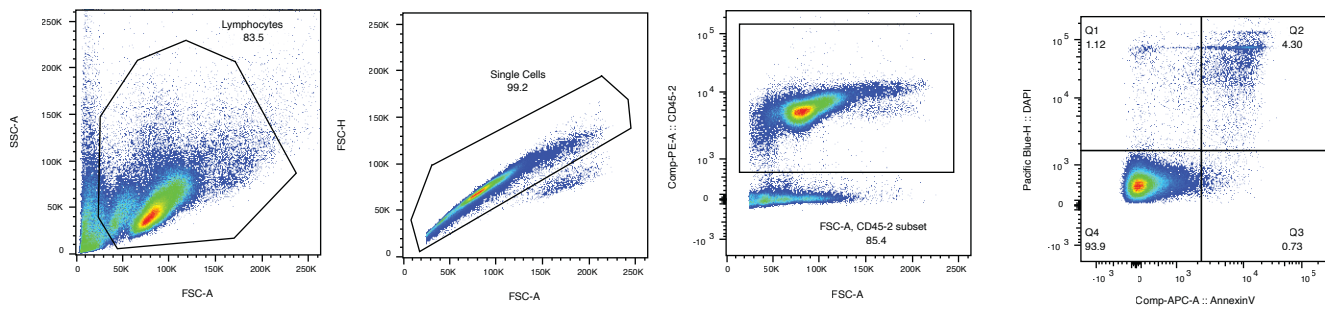 250K
200K
150K
100K
50K
0
SSC-A
Lymphocytes
83.5
0
50K
100K
150K
200K
250K
FSC-A
250K
200K
150K
100K
50K
0
FSC-H
Single Cells
99.2
0
50K
100K
150K
200K
250K
FSC-A
10^5
10^4
10^3
0
-10^3
Comp-PE-A :: CD45-2
FSC-A, CD45-2 subset
85.4
0
50K
100K
150K
200K
250K
FSC-A
10^5
10^4
10^3
0
-10^3
Pacific Blue-H :: DAPI
Q1
1.12
Q2
4.30
Q4
93.9
Q3
0.73
-10^3
0
10^3
10^4
10^5
Comp-APC-A :: AnnexinV